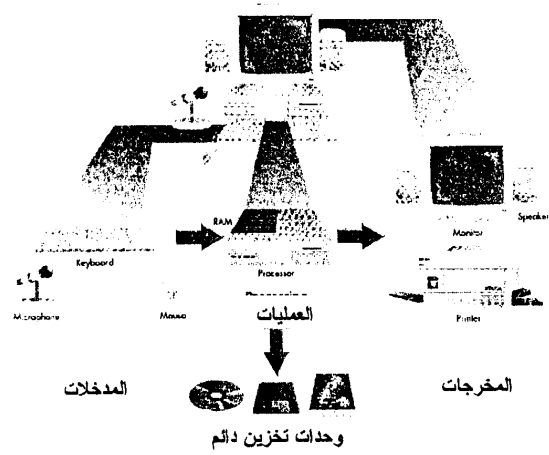 RAM
Speaker
Monitor
Keyboard
Processor
Microphone
Mouse
Printer
العمليات
المدخلات
المخرجات
وحدات تخزين دائم